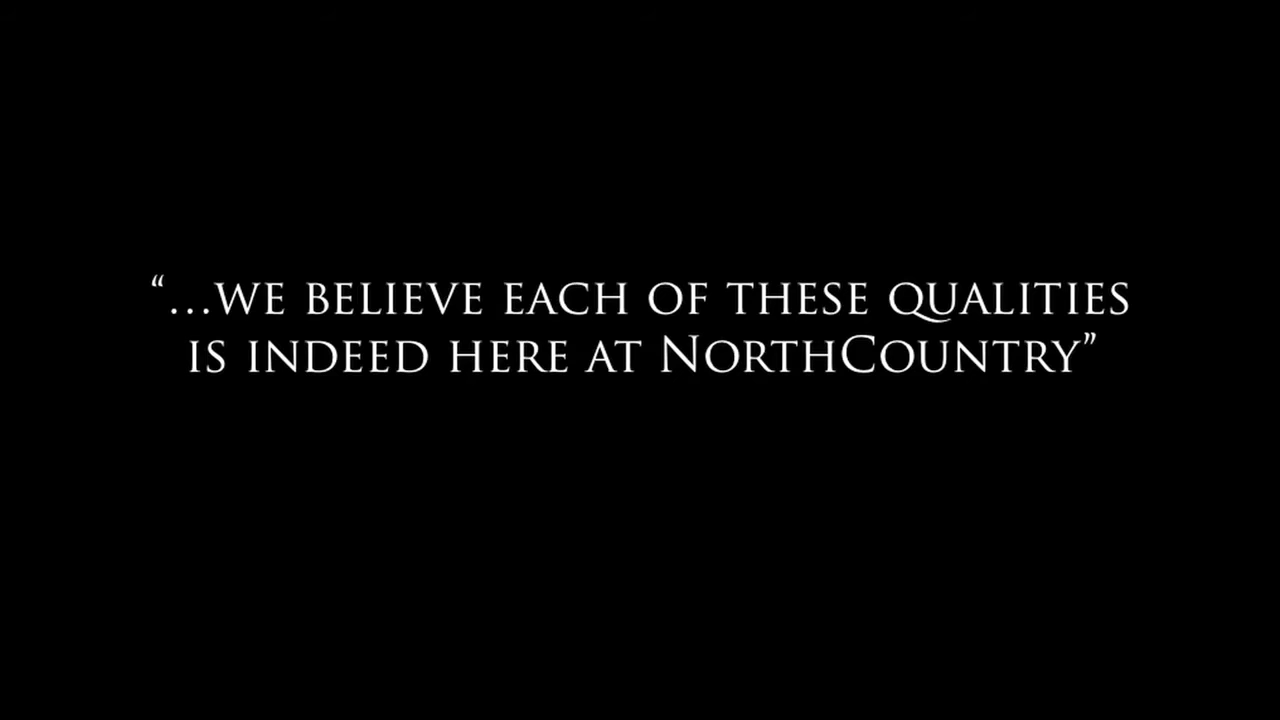 “…we believe each of these qualities
is indeed here at NorthCountry”